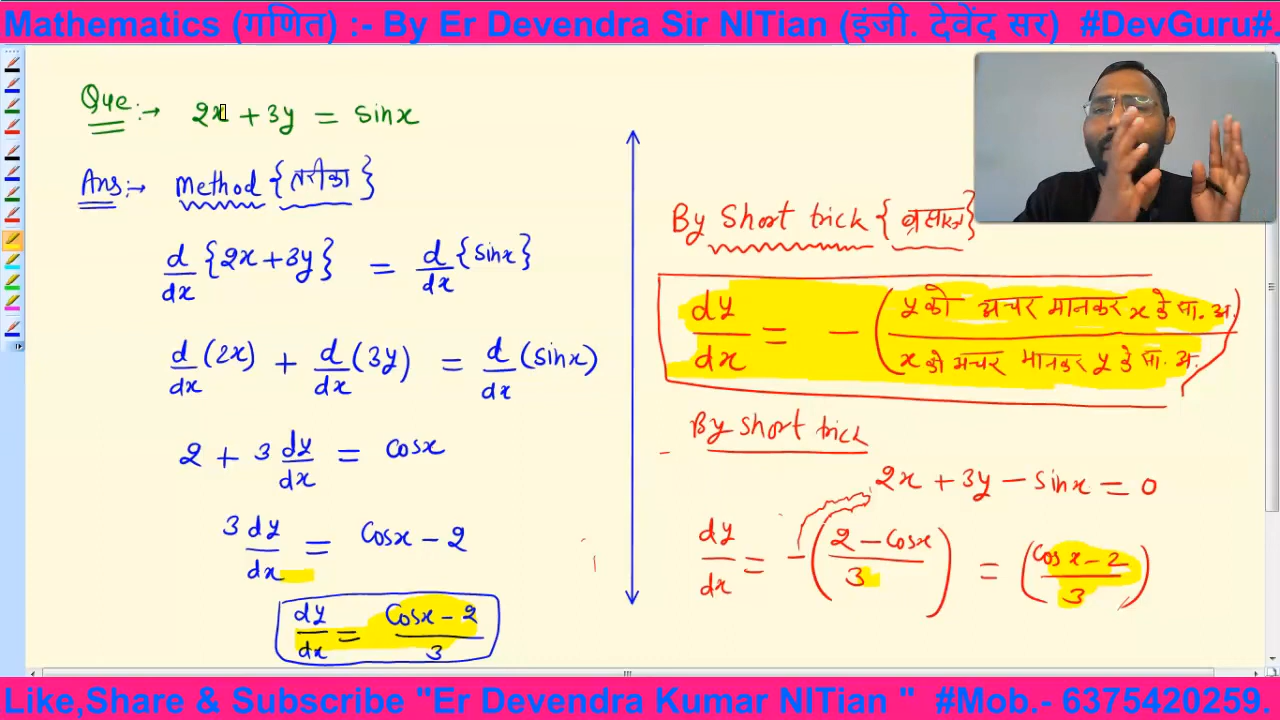 Mathematics (गणित) :- By Er Devendra Sir NITian (इंजी. देवेंद्र सर) #DevGuru#.
Que :→ 2x + 3y = sinx
Ans :→ Method {तरीका}
d/dx {2x + 3y} = d/dx {sinx}
d/dx (2x) + d/dx (3y) = d/dx (sinx)
2 + 3 dy/dx = cosx
3 dy/dx = cosx - 2
dy/dx = cosx - 2 / 3
By Short trick {
dy/dx = - (y को अचर मानकर x के सा. अ. / x को अचर मानकर y के सा. अ.)
By Short trick
2x + 3y - sinx = 0
dy/dx = - (2 - cosx / 3) = (cosx - 2 / 3)
Like,Share & Subscribe "Er Devendra Kumar NITian " #Mob.- 6375420259.